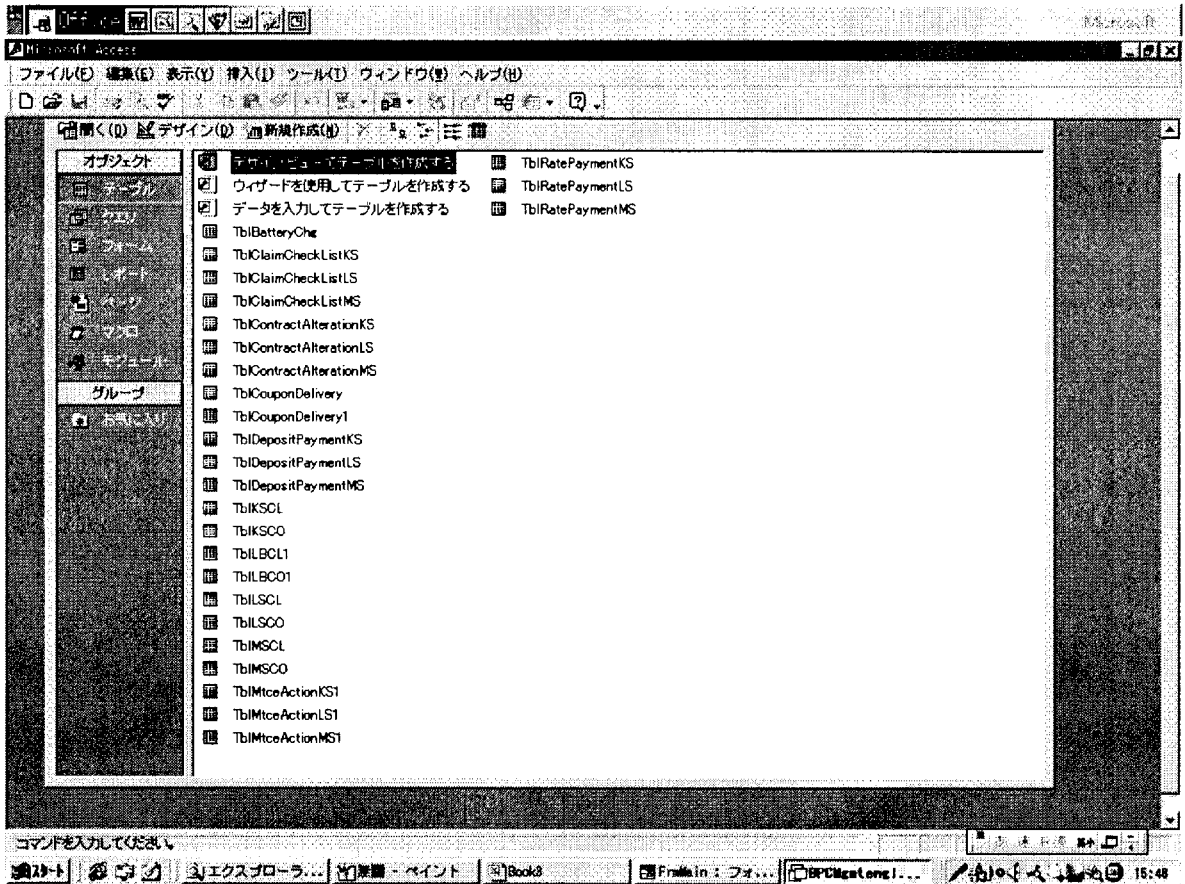 Office
Microsoft
Microsoft Access
ファイル(F) 編集(E) 表示(V) 挿入(I) ツール(T) ウィンドウ(W) ヘルプ(H)
開く(O) デザイン(D) 新規作成(N)
オブジェクト
テーブル
クエリ
フォーム
レポート
ページ
マクロ
モジュール
グループ
お気に入り
デザイン ビューでテーブルを作成する
ウィザードを使用してテーブルを作成する
データを入力してテーブルを作成する
TblBatteryChg
TblClaimCheckListKS
TblClaimCheckListLS
TblClaimCheckListMS
TblContractAlterationKS
TblContractAlterationLS
TblContractAlterationMS
TblCouponDelivery
TblCouponDelivery1
TblDepositPaymentKS
TblDepositPaymentLS
TblDepositPaymentMS
TblKSCL
TblKSCO
TblLBCL1
TblLBCO1
TblLSCL
TblLSCO
TblMSCL
TblMSCO
TblMtceActionKS1
TblMtceActionLS1
TblMtceActionMS1
TblRatePaymentKS
TblRatePaymentLS
TblRatePaymentMS
コマンドを入力してください。
スタート エクスプローラ... - ペイント Book3 FrmMain : フォ... 15:48